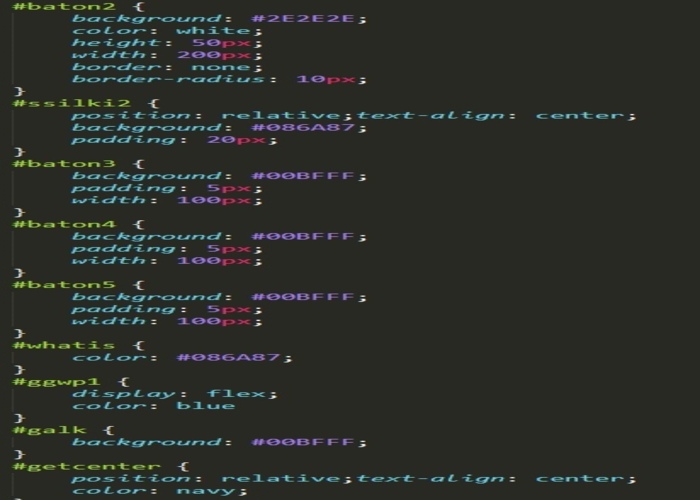 #baton2 {
background: #2E2E2E;
color: white;
height: 50px;
width: 200px;
border: none;
border-radius: 10px;
}
#ssilki2 {
position: relative;text-align: center;
background: #086A87;
padding: 20px;
}
#baton3 {
background: #00BFFF;
padding: 5px;
width: 100px;
}
#baton4 {
background: #00BFFF;
padding: 5px;
width: 100px;
}
#baton5 {
background: #00BFFF;
padding: 5px;
width: 100px;
}
#whatis {
color: #086A87;
}
#ggwp1 {
display: flex;
color: blue
}
#galk {
background: #00BFFF;
}
#getcenter {
position: relative;text-align: center;
color: navy;
}